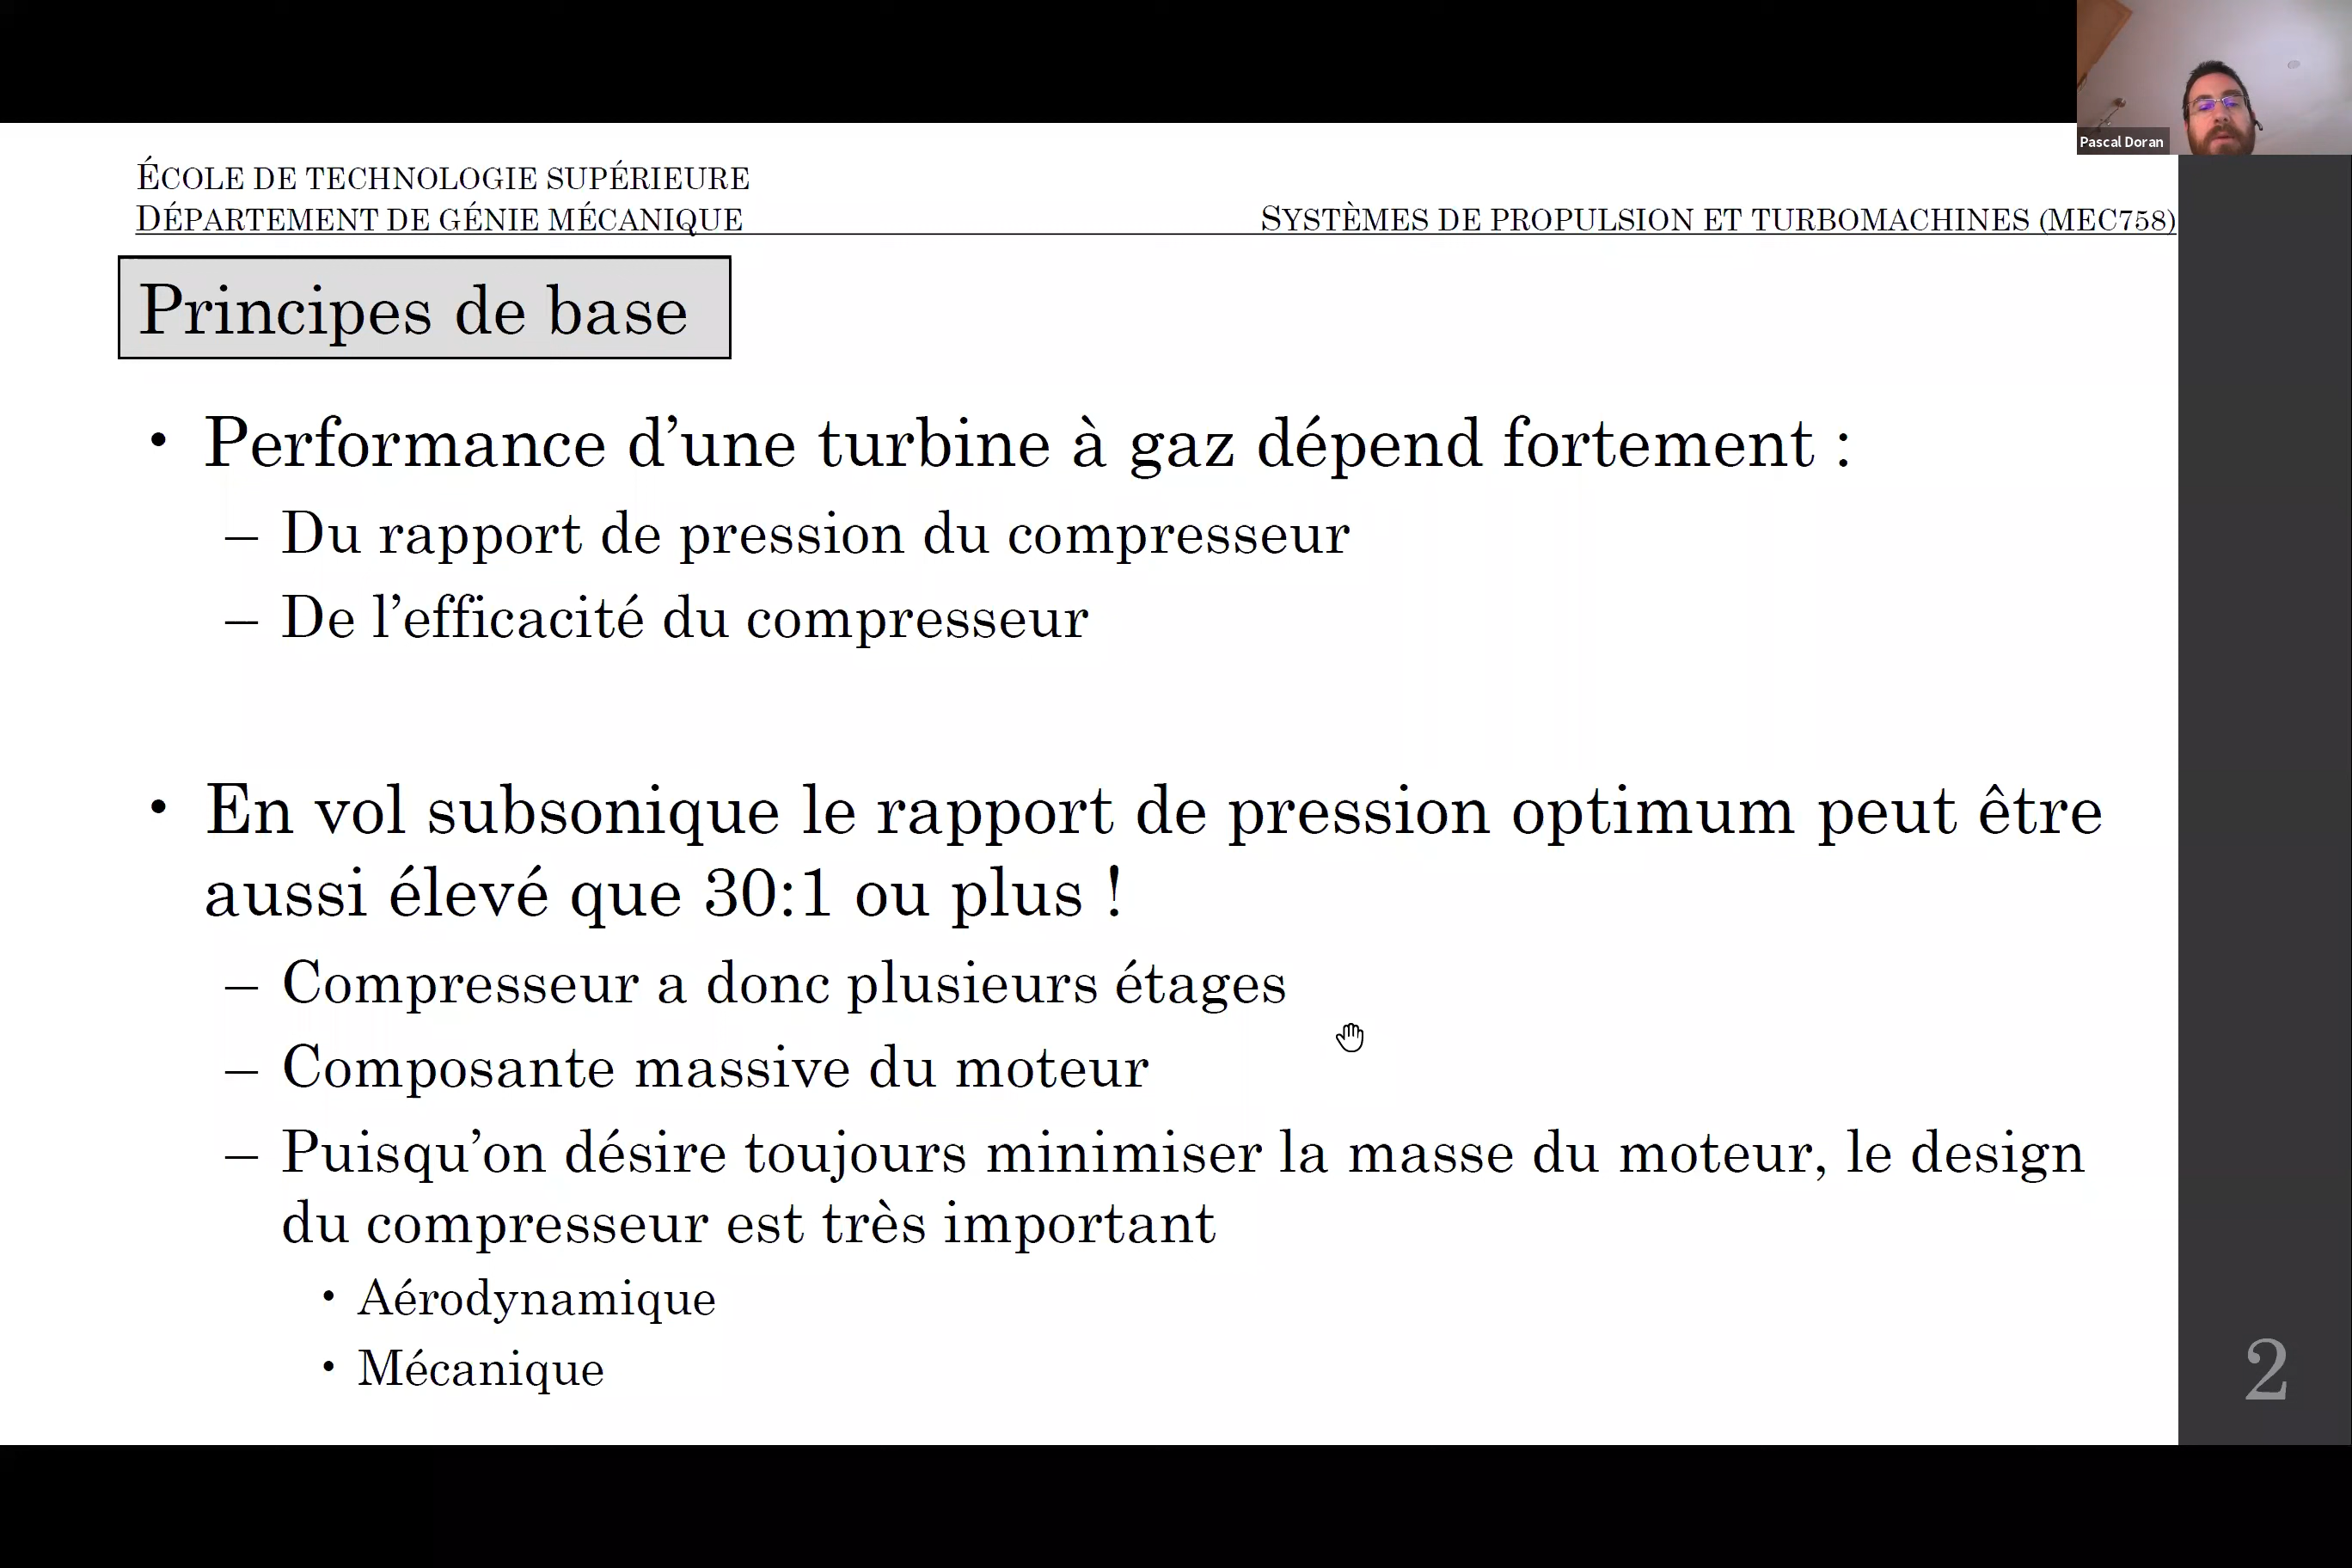 Pascal Doran
ÉCOLE DE TECHNOLOGIE SUPÉRIEURE
DÉPARTEMENT DE GÉNIE MÉCANIQUE
SYSTÈMES DE PROPULSION ET TURBOMACHINES (MEC758)
Principes de base
• Performance d’une turbine à gaz dépend fortement :
– Du rapport de pression du compresseur
– De l’efficacité du compresseur
• En vol subsonique le rapport de pression optimum peut être
aussi élevé que 30:1 ou plus !
– Compresseur a donc plusieurs étages
– Composante massive du moteur
– Puisqu’on désire toujours minimiser la masse du moteur, le design
du compresseur est très important
• Aérodynamique
• Mécanique
2